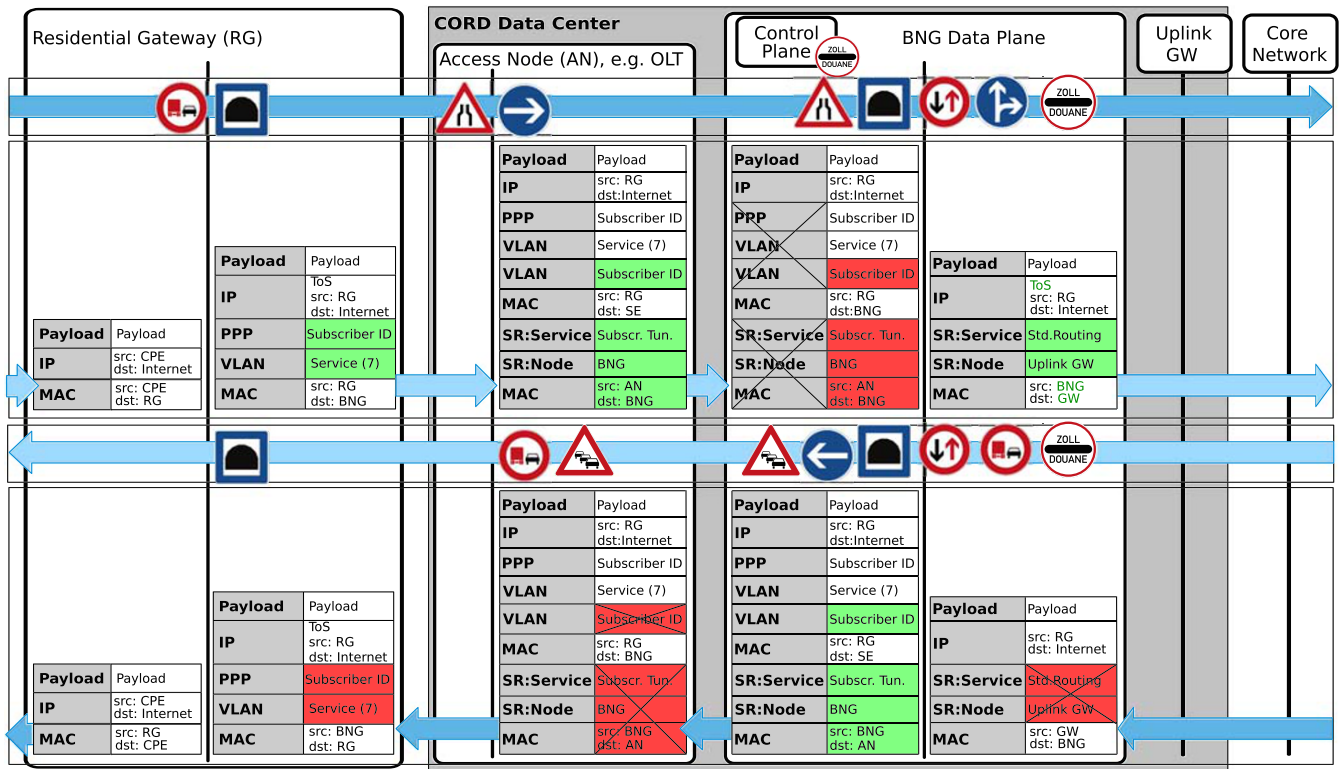 CORD Data Center
Residential Gateway (RG)
Access Node (AN), e.g. OLT
Control
Plane
BNG Data Plane
Uplink
GW
Core
Network
ZOLL
DOUANE
ZOLL
DOUANE
Payload Payload
IP src: CPE
dst: Internet
MAC src: CPE
dst: RG
Payload Payload
IP ToS
src: RG
dst: Internet
PPP Subscriber ID
VLAN Service (7)
MAC src: RG
dst: BNG
Payload Payload
IP src: RG
dst:Internet
PPP Subscriber ID
VLAN Service (7)
VLAN Subscriber ID
MAC src: RG
dst: SE
SR:Service Subscr. Tun.
SR:Node BNG
MAC src: AN
dst: BNG
Payload Payload
IP src: RG
dst:Internet
PPP Subscriber ID
VLAN Service (7)
VLAN Subscriber ID
MAC src: RG
dst:BNG
SR:Service Subscr. Tun.
SR:Node BNG
MAC src: AN
dst: BNG
Payload Payload
IP ToS
src: RG
dst: Internet
SR:Service Std.Routing
SR:Node Uplink GW
MAC src: BNG
dst: GW
ZOLL
DOUANE
Payload Payload
IP src: CPE
dst: Internet
MAC src: RG
dst: CPE
Payload Payload
IP ToS
src: RG
dst: Internet
PPP Subscriber ID
VLAN Service (7)
MAC src: BNG
dst: RG
Payload Payload
IP src: RG
dst:Internet
PPP Subscriber ID
VLAN Service (7)
VLAN Subscriber ID
MAC src: RG
dst: BNG
SR:Service Subscr. Tun.
SR:Node BNG
MAC src: BNG
dst: AN
Payload Payload
IP src: RG
dst:Internet
PPP Subscriber ID
VLAN Service (7)
VLAN Subscriber ID
MAC src: RG
dst: SE
SR:Service Subscr. Tun.
SR:Node BNG
MAC src: BNG
dst: AN
Payload Payload
IP src: RG
dst: Internet
SR:Service Std.Routing
SR:Node Uplink GW
MAC src: GW
dst: BNG